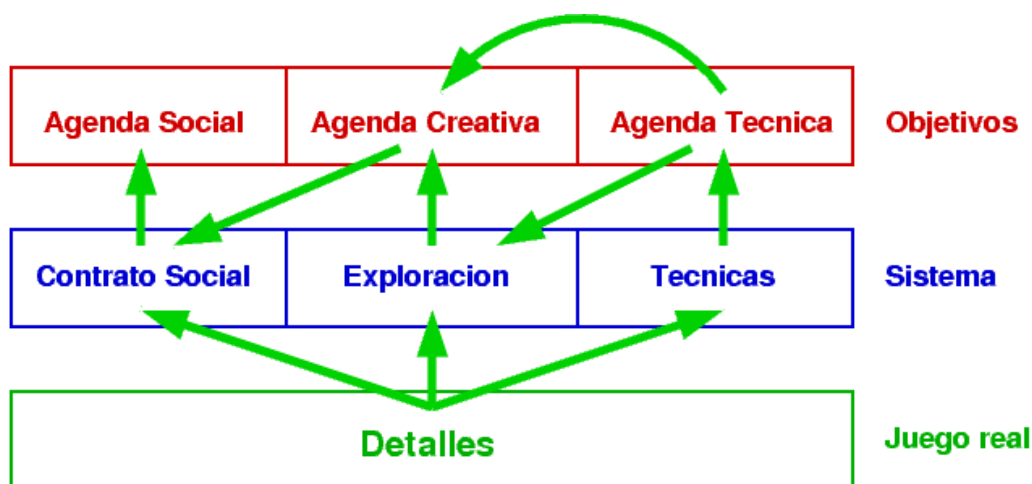 Agenda Social
Agenda Creativa
Agenda Tecnica
Objetivos
Contrato Social
Exploracion
Tecnicas
Sistema
Detalles
Juego real